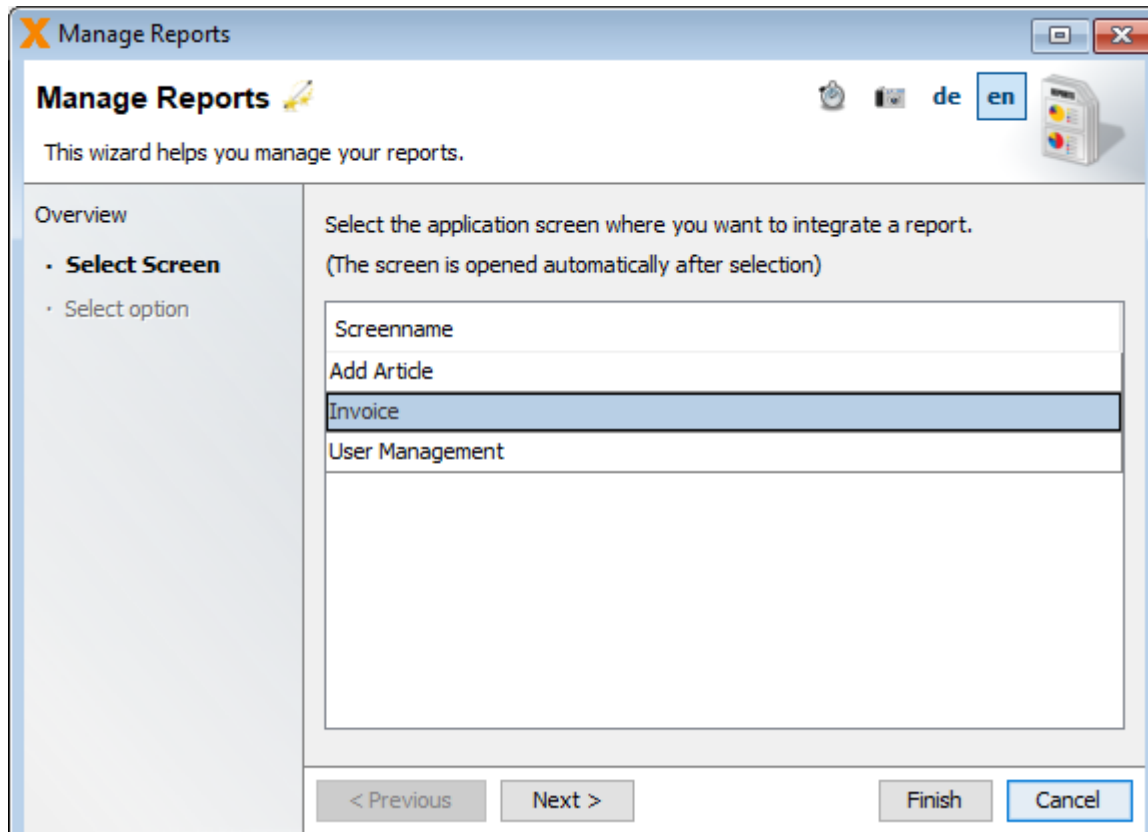 Manage Reports
Manage Reports
de en
This wizard helps you manage your reports.
Overview
· Select Screen
· Select option
Select the application screen where you want to integrate a report.
(The screen is opened automatically after selection)
Screenname
Add Article
Invoice
User Management
< Previous Next > Finish Cancel